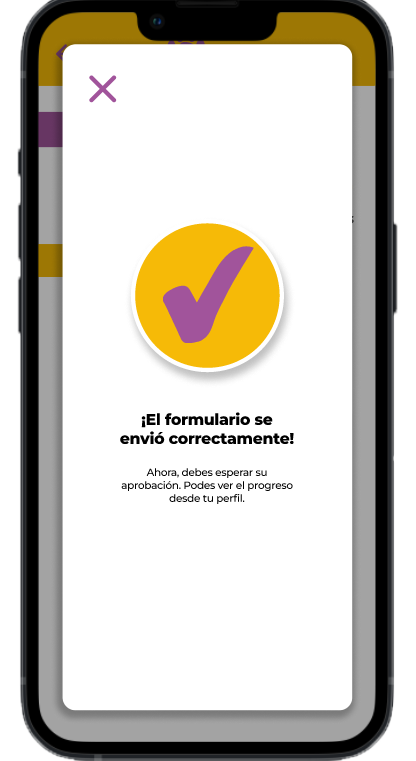 ¡El formulario se
envió correctamente!
Ahora, debes esperar su
aprobación. Podes ver el progreso
desde tu perfil.